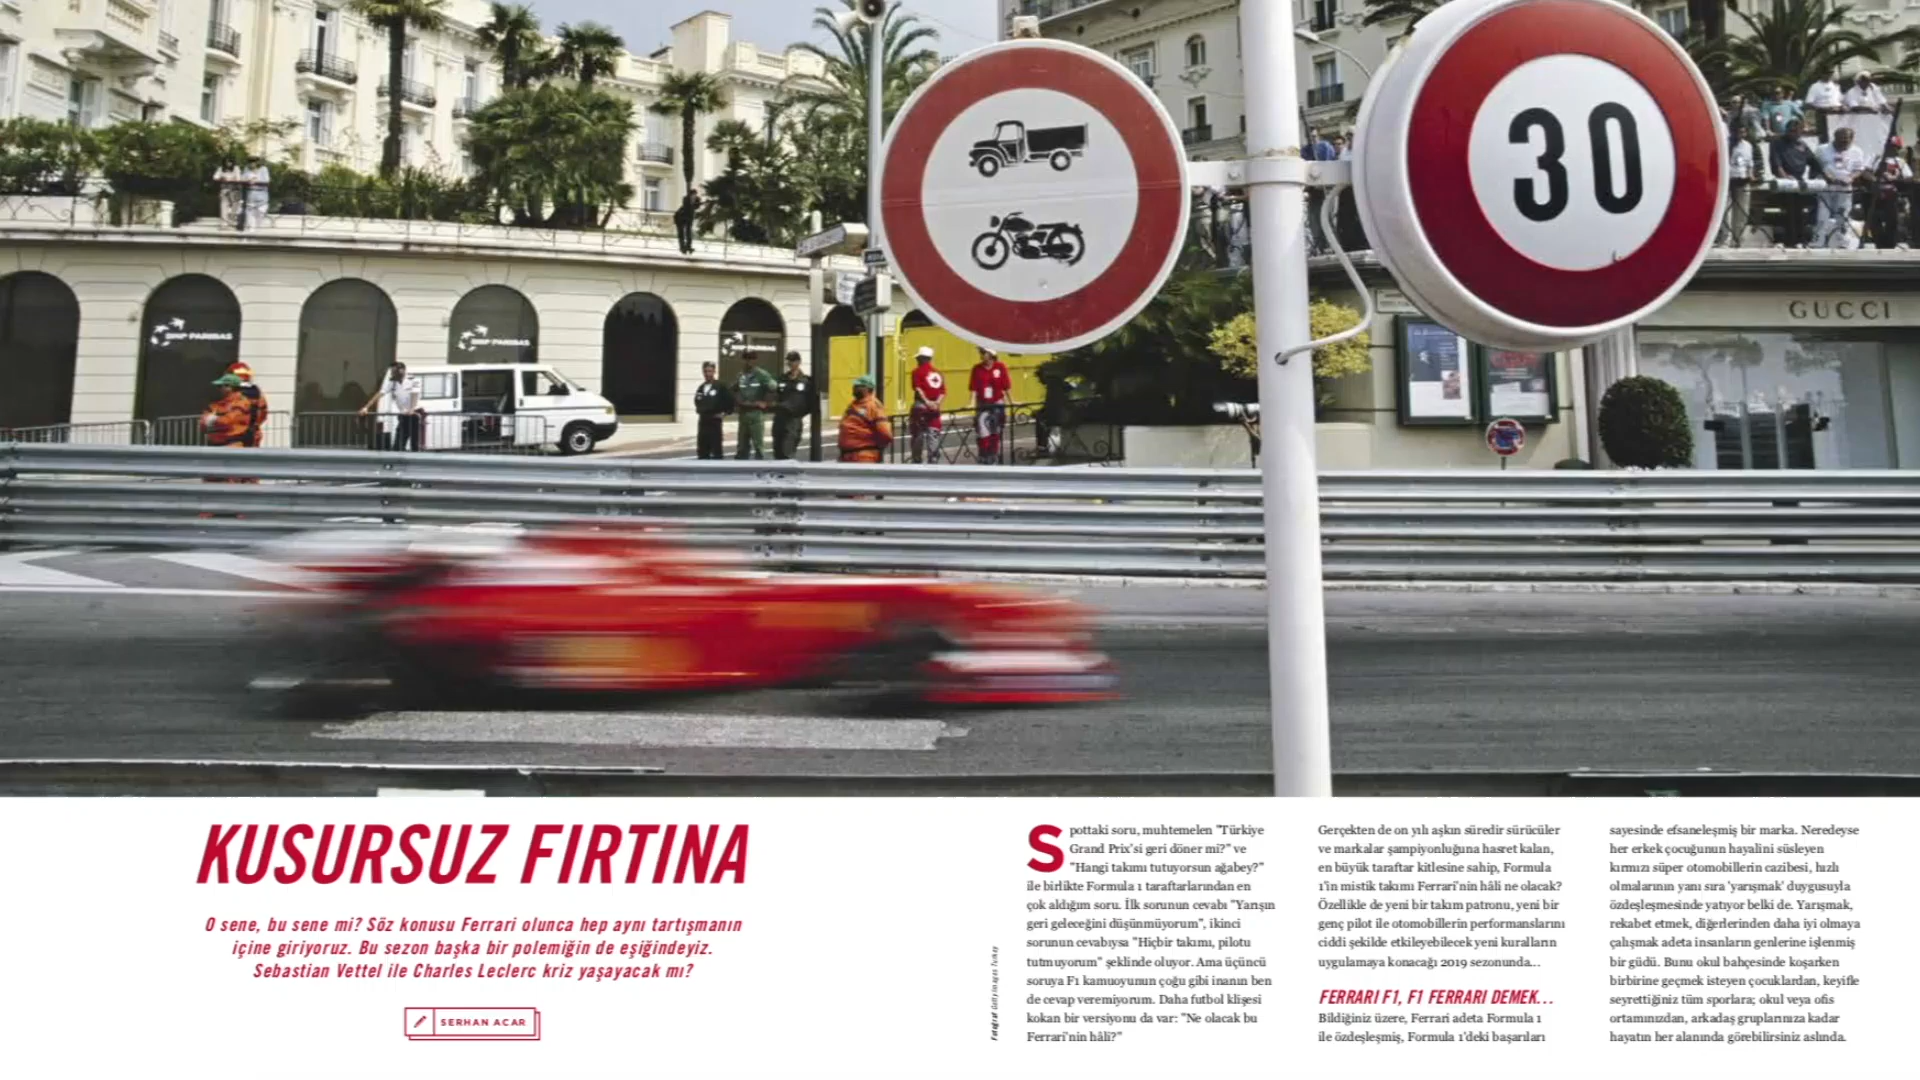 30
GUCCI
BNP PARIBAS
BNP PARIBAS
BNP PARIBAS
KUSURSUZ FIRTINA
O sene, bu sene mi? Söz konusu Ferrari olunca hep aynı tartışmanın
içine giriyoruz. Bu sezon başka bir polemiğin de eşiğindeyiz.
Sebastian Vettel ile Charles Leclerc kriz yaşayacak mı?
SERHAN ACAR
Fotoğraf Getty Images Turkey
Spottaki soru, muhtemelen "Türkiye
Grand Prix'si geri döner mi?" ve
"Hangi takımı tutuyorsun ağabey?"
ile birlikte Formula 1 taraftarlarından en
çok aldığım soru. İlk sorunun cevabı "Yarışın
geri geleceğini düşünmüyorum", ikinci
sorunun cevabıysa "Hiçbir takımı, pilotu
tutmuyorum" şeklinde oluyor. Ama üçüncü
soruya F1 kamuoyunun çoğu gibi inanın ben
de cevap veremiyorum. Daha futbol klişesi
kokan bir versiyonu da var: "Ne olacak bu
Ferrari'nin hâli?"
Gerçekten de on yılı aşkın süredir sürücüler
ve markalar şampiyonluğuna hasret kalan,
en büyük taraftar kitlesine sahip, Formula
1'in mistik takımı Ferrari'nin hâli ne olacak?
Özellikle de yeni bir takım patronu, yeni bir
genç pilot ile otomobillerin performanslarını
ciddi şekilde etkileyebilecek yeni kuralların
uygulamaya konacağı 2019 sezonunda...
FERRARI F1, F1 FERRARI DEMEK...
Bildiğiniz üzere, Ferrari adeta Formula 1
ile özdeşleşmiş, Formula 1'deki başarıları
sayesinde efsaneleşmiş bir marka. Neredeyse
her erkek çocuğunun hayalini süsleyen
kırmızı süper otomobillerin cazibesi, hızlı
olmalarının yanı sıra 'yarışmak' duygusuyla
özdeşleşmesinde yatıyor belki de. Yarışmak,
rekabet etmek, diğerlerinden daha iyi olmaya
çalışmak adeta insanların genlerine işlenmiş
bir güdü. Bunu okul bahçesinde koşarken
birbirine geçmek isteyen çocuklardan, keyifle
seyrettiğiniz tüm sporlara; okul veya ofis
ortamınızdan, arkadaş gruplarınıza kadar
hayatın her alanında görebilirsiniz aslında.